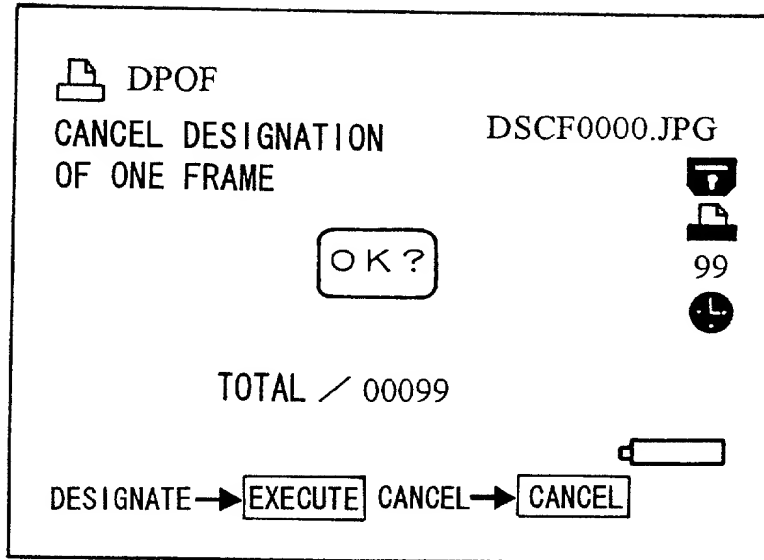 DPOF
CANCEL DESIGNATION
OF ONE FRAME
DSCF0000.JPG
99
OK?
TOTAL / 00099
DESIGNATE→EXECUTE CANCEL→CANCEL